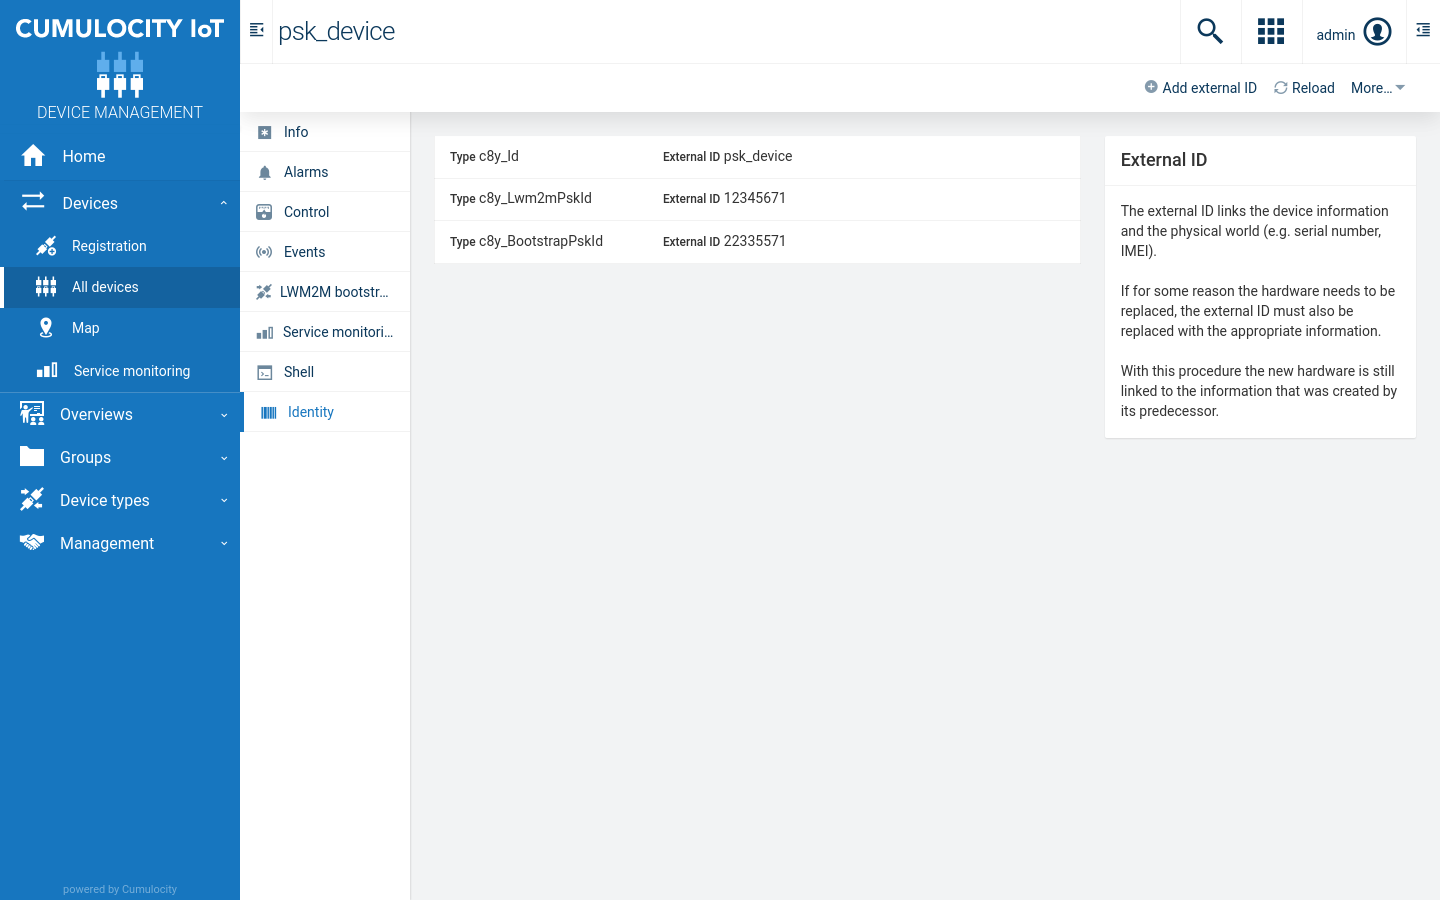 CUMULOCITY IoT
DEVICE MANAGEMENT
Home
Devices
Registration
All devices
Map
Service monitoring
Overviews
Groups
Device types
Management
powered by Cumulocity
psk_device
admin
Add external ID
Reload
More...
Info
Alarms
Control
Events
LWM2M bootstr...
Service monitori...
Shell
Identity
Type c8y_Id External ID psk_device
Type c8y_Lwm2mPskId External ID 12345671
Type c8y_BootstrapPskId External ID 22335571
External ID
The external ID links the device information
and the physical world (e.g. serial number,
IMEI).
If for some reason the hardware needs to be
replaced, the external ID must also be
replaced with the appropriate information.
With this procedure the new hardware is still
linked to the information that was created by
its predecessor.